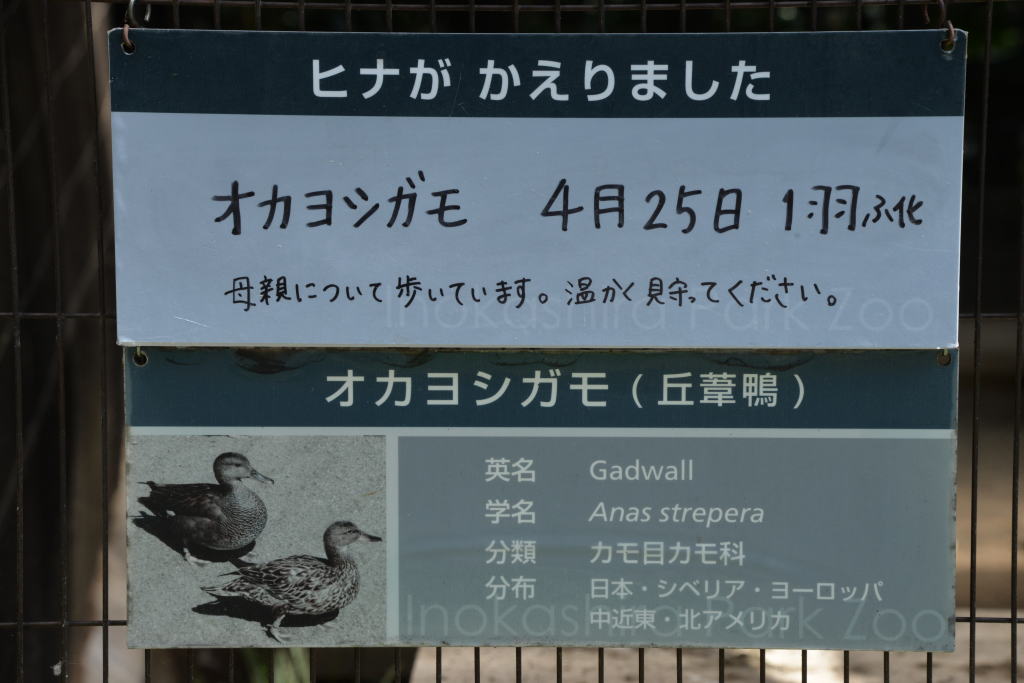 ヒナが かえりました
オカヨシガモ 4月25日 1羽ふ化
母親について歩いています。温かく見守ってください。
Inokashira Park Zoo
オカヨシガモ(丘葦鴨)
英名 Gadwall
学名 Anas strepera
分類 カモ目カモ科
分布 日本・シベリア・ヨーロッパ
中近東・北アメリカ
Inokashira Park Zoo